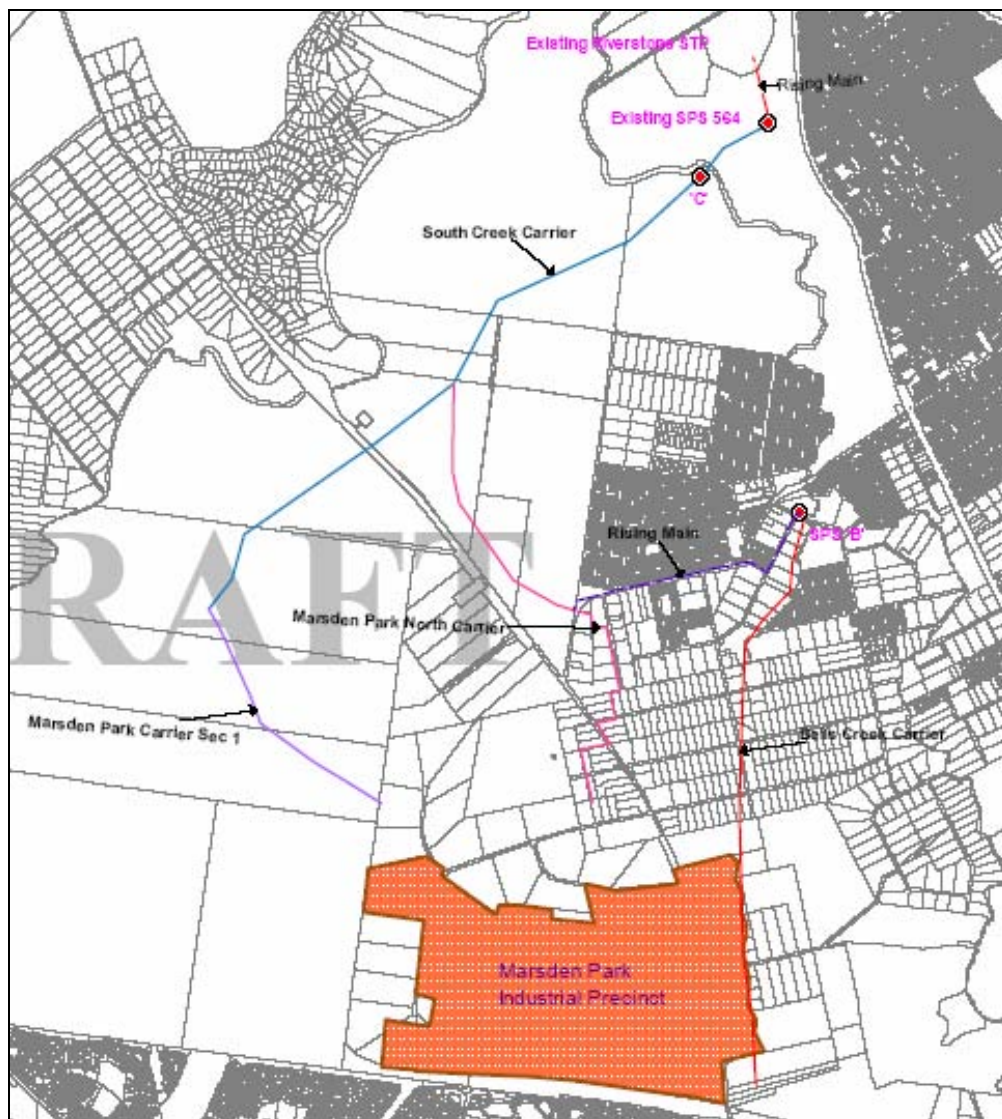 Existing Riverstone STP
Rising Main
Existing SPS 564
'C'
South Creek Carrier
SPS 'B'
Rising Main
RAFT
Marsden Park North Carrier
Marsden Park Carrier Sec 1
Bells Creek Carrier
Marsden Park
Industrial Precinct